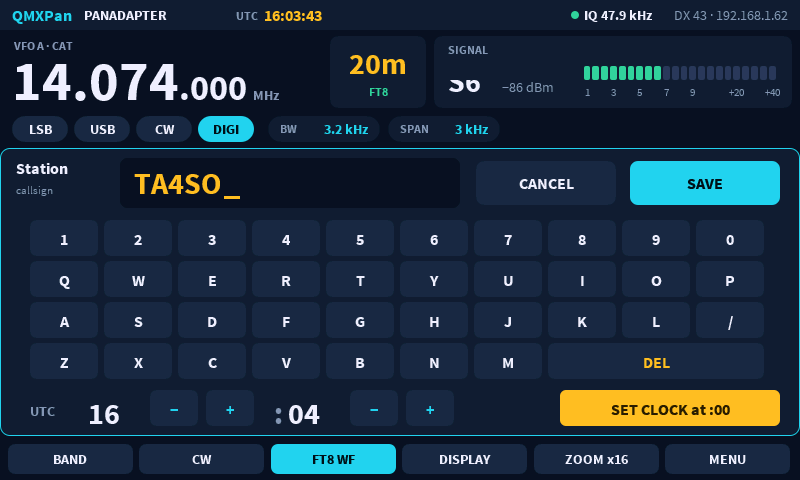 QMXPan PANADAPTER UTC 16:03:43 IQ 47.9 kHz DX 43 · 192.168.1.62
VFO A · CAT
14.074.000 MHz
20m
FT8
SIGNAL
S6 −86 dBm
1 3 5 7 9 +20 +40
LSB USB CW DIGI BW 3.2 kHz SPAN 3 kHz
Station
callsign
TA4SO_
CANCEL SAVE
1 2 3 4 5 6 7 8 9 0
Q W E R T Y U I O P
A S D F G H J K L /
Z X C V B N M DEL
UTC 16 − + : 04 − + SET CLOCK at :00
BAND CW FT8 WF DISPLAY ZOOM x16 MENU